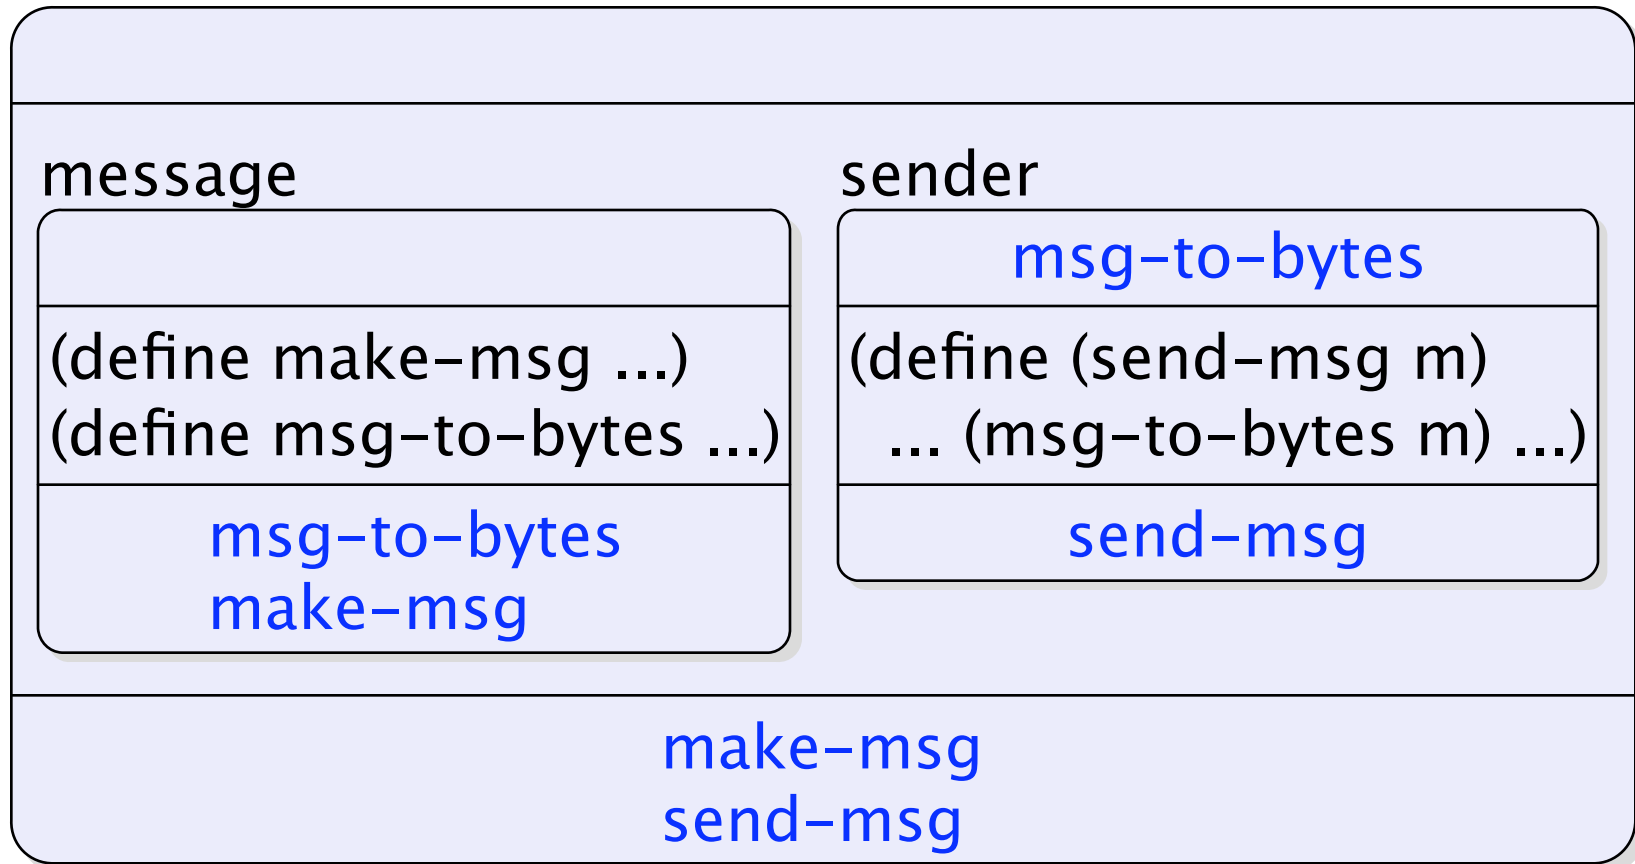 message
(define make-msg ...)
(define msg-to-bytes ...)
msg-to-bytes
make-msg
sender
msg-to-bytes
(define (send-msg m)
... (msg-to-bytes m) ...)
send-msg
make-msg
send-msg